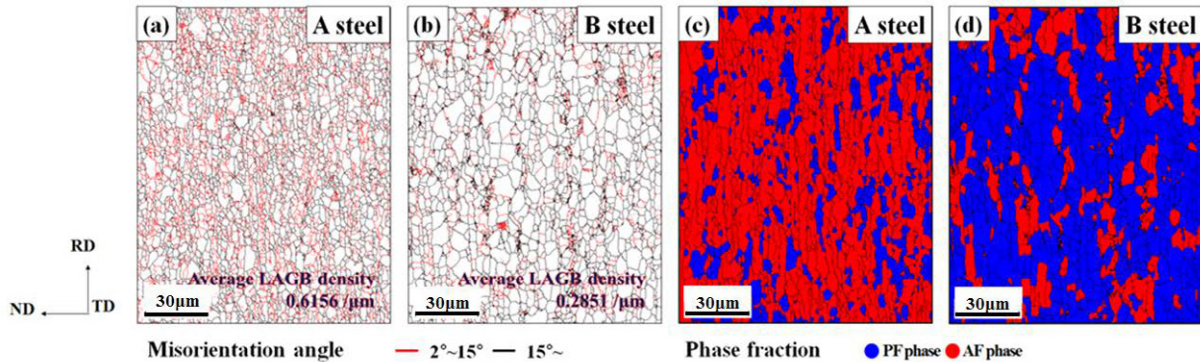 (a) A steel
(b) B steel
(c) A steel
(d) B steel
RD
ND
TD
Average LAGB density
0.6156 /μm
30μm
Average LAGB density
0.2851 /μm
30μm
30μm
30μm
Misorientation angle
2°~15°
15°~
Phase fraction
PF phase
AF phase